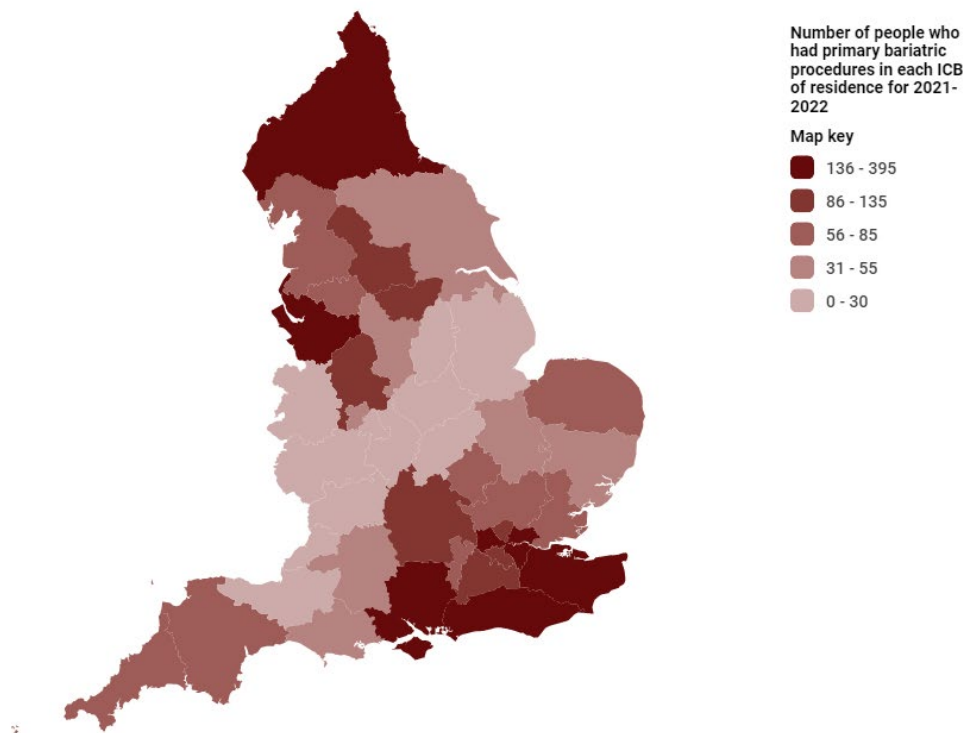 Number of people who
had primary bariatric
procedures in each ICB
of residence for 2021-
2022
Map key
136 - 395
86 - 135
56 - 85
31 - 55
0 - 30